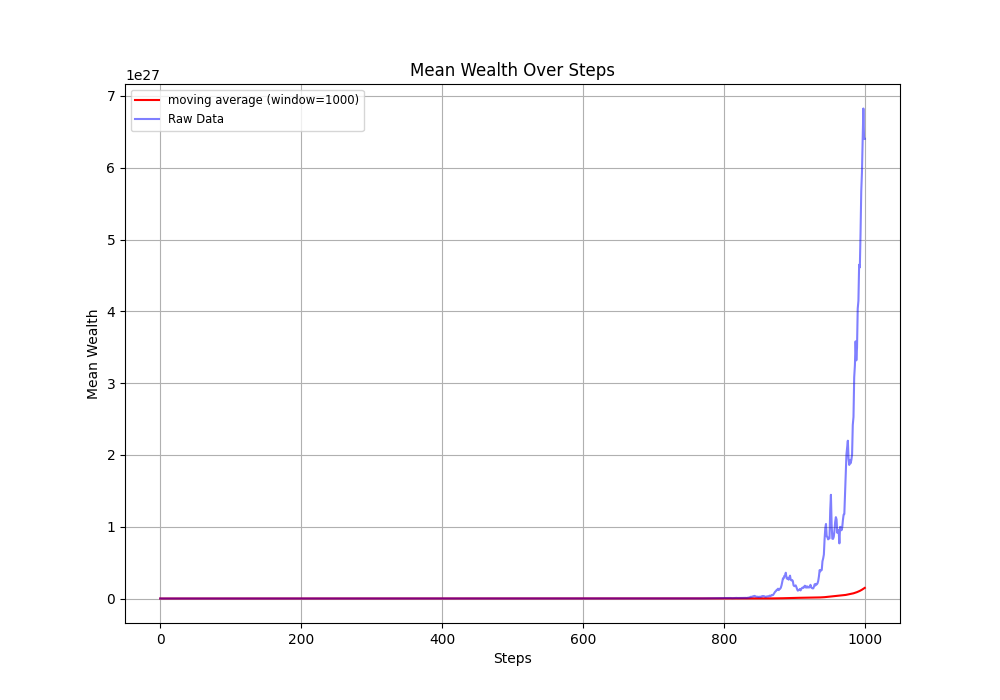 Mean Wealth Over Steps
1e27
moving average (window=1000)
Raw Data
7
6
5
4
3
2
1
0
Mean Wealth
0 200 400 600 800 1000
Steps